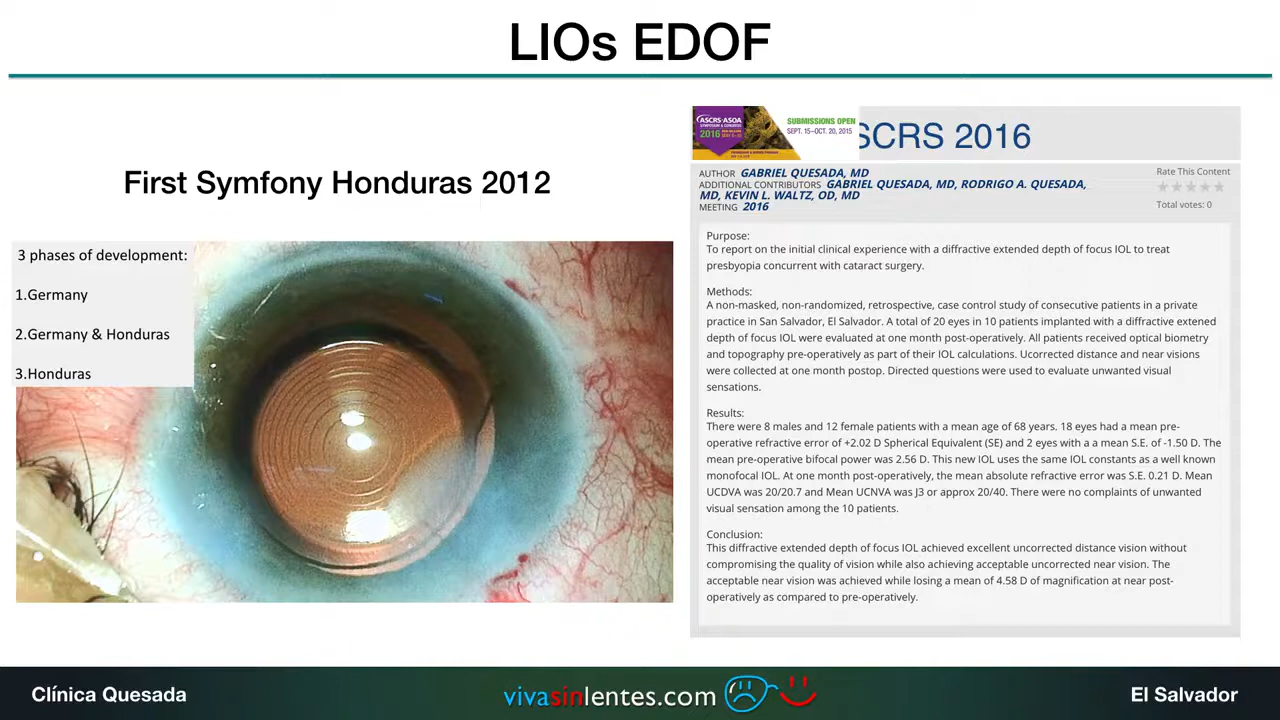 LIOs EDOF
First Symfony Honduras 2012
3 phases of development:
1.Germany
2.Germany & Honduras
3.Honduras
ASCRS ASOA
2016
SUBMISSIONS OPEN
SEPT. 15–OCT. 20, 2015
SCRS 2016
AUTHOR GABRIEL QUESADA, MD
ADDITIONAL CONTRIBUTORS GABRIEL QUESADA, MD, RODRIGO A. QUESADA,
MD, KEVIN L. WALTZ, OD, MD
MEETING 2016
Rate This Content
Total votes: 0
Purpose:
To report on the initial clinical experience with a diffractive extended depth of focus IOL to treat
presbyopia concurrent with cataract surgery.
Methods:
A non-masked, non-randomized, retrospective, case control study of consecutive patients in a private
practice in San Salvador, El Salvador. A total of 20 eyes in 10 patients implanted with a diffractive extened
depth of focus IOL were evaluated at one month post-operatively. All patients received optical biometry
and topography pre-operatively as part of their IOL calculations. Ucorrected distance and near visions
were collected at one month postop. Directed questions were used to evaluate unwanted visual
sensations.
Results:
There were 8 males and 12 female patients with a mean age of 68 years. 18 eyes had a mean pre-
operative refractive error of +2.02 D Spherical Equivalent (SE) and 2 eyes with a a mean S.E. of -1.50 D. The
mean pre-operative bifocal power was 2.56 D. This new IOL uses the same IOL constants as a well known
monofocal IOL. At one month post-operatively, the mean absolute refractive error was S.E. 0.21 D. Mean
UCDVA was 20/20.7 and Mean UCNVA was J3 or approx 20/40. There were no complaints of unwanted
visual sensation among the 10 patients.
Conclusion:
This diffractive extended depth of focus IOL achieved excellent uncorrected distance vision without
compromising the quality of vision while also achieving acceptable uncorrected near vision. The
acceptable near vision was achieved while losing a mean of 4.58 D of magnification at near post-
operatively as compared to pre-operatively.
Clínica Quesada
vivasinlentes.com
El Salvador